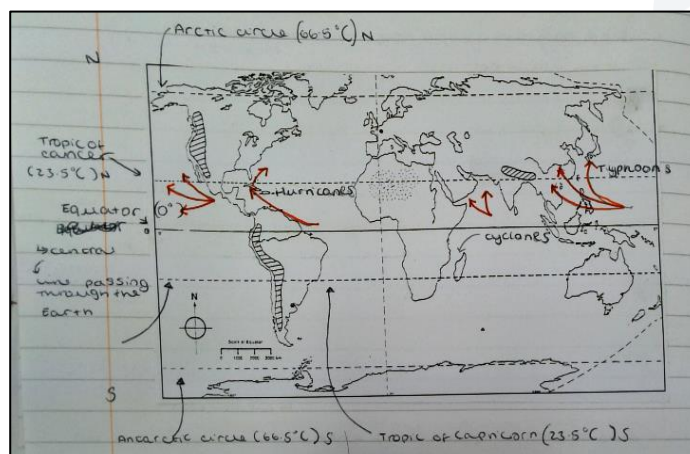 Arctic circle (66.5°C) N
N
Tropic of
cancer
(23.5°C) N
Typhoons
Hurricanes
Equator (0°)
→ central
line passing
through the
Earth
cyclones
N
S
Antarctic circle (66.5°C) S
Tropic of Capricorn (23.5°C) S